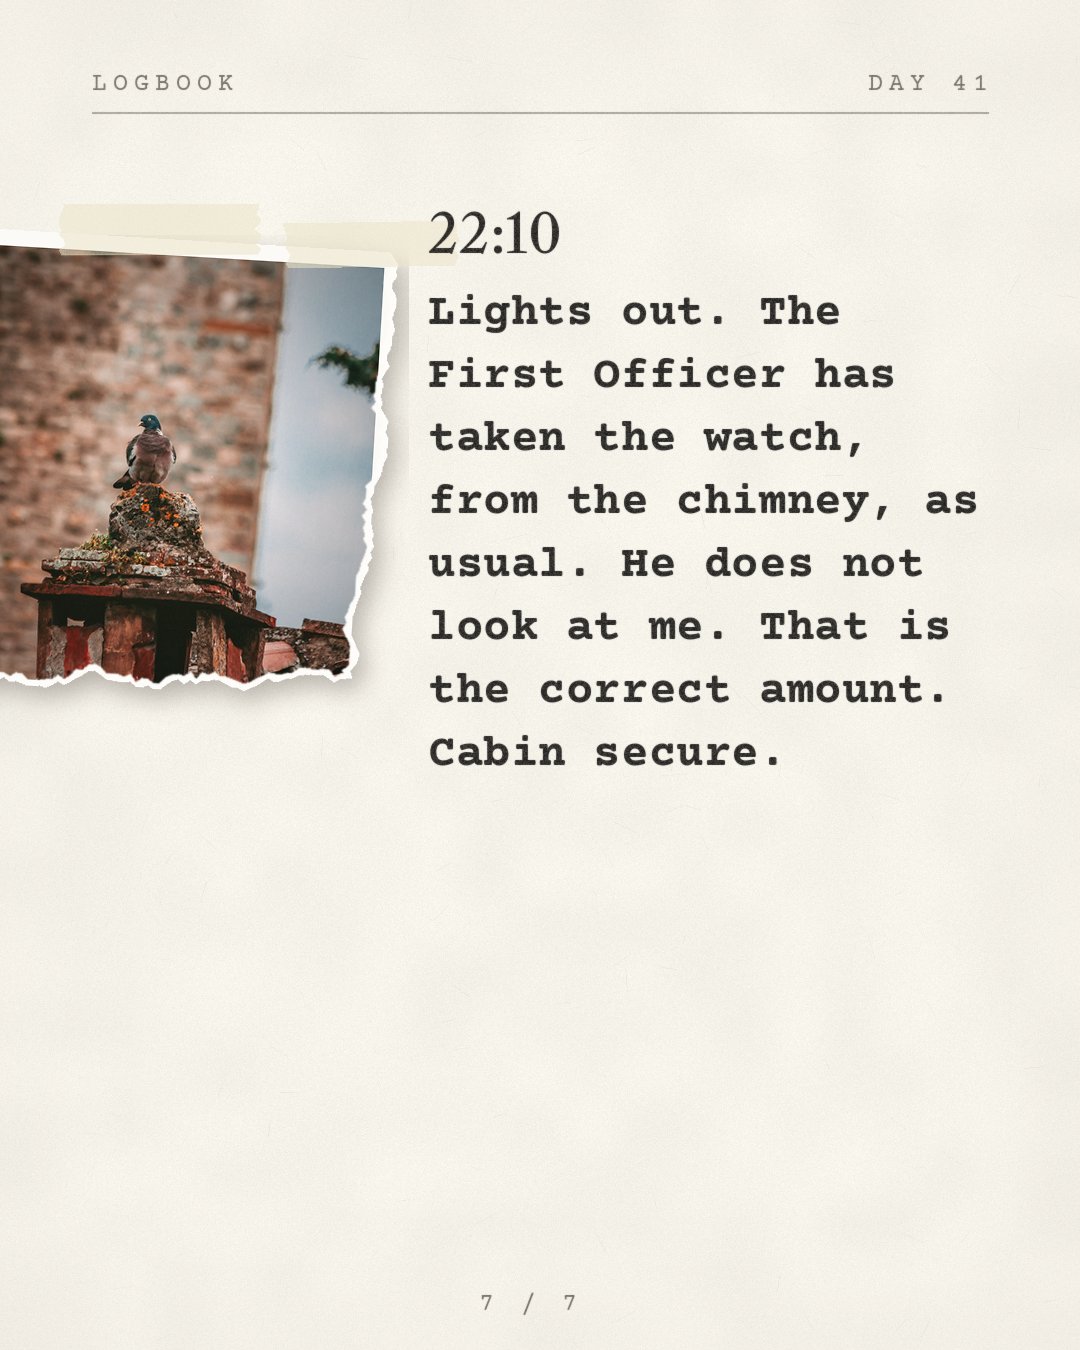 LOGBOOK DAY 41
22:10
Lights out. The
First Officer has
taken the watch,
from the chimney, as
usual. He does not
look at me. That is
the correct amount.
Cabin secure.
7 / 7